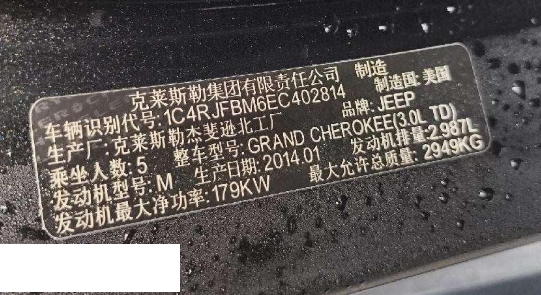 克莱斯勒集团有限责任公司 制造
车辆识别代号: 1C4RJFBM6EC402814 制造国: 美国
生产厂: 克莱斯勒杰斐逊北工厂 品牌: JEEP
乘坐人数: 5 整车型号: GRAND CHEROKEE(3.0L TD)
发动机型号: M 生产日期: 2014.01 发动机排量: 2.987L
发动机最大净功率: 179KW 最大允许总质量: 2949KG